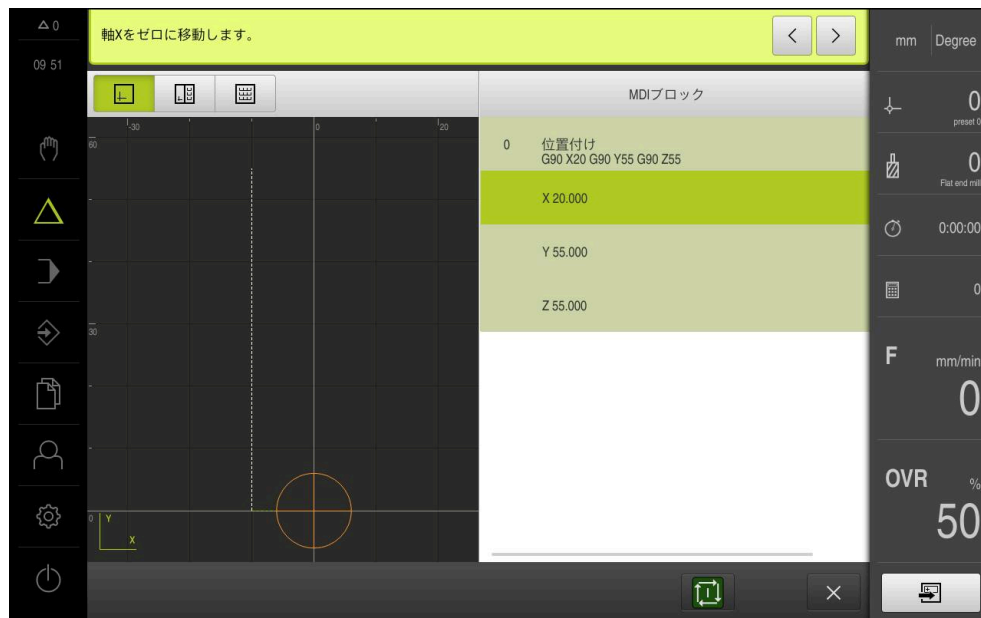 0
軸Xをゼロに移動します。
09 51
mm Degree
MDIブロック
0
preset 0
-30 0 20
60
0 位置付け
G90 X20 G90 Y55 G90 Z55
0
Flat end mill
X 20.000
0:00:00
Y 55.000
0
Z 55.000
30
F mm/min
0
OVR %
50
0 Y
X